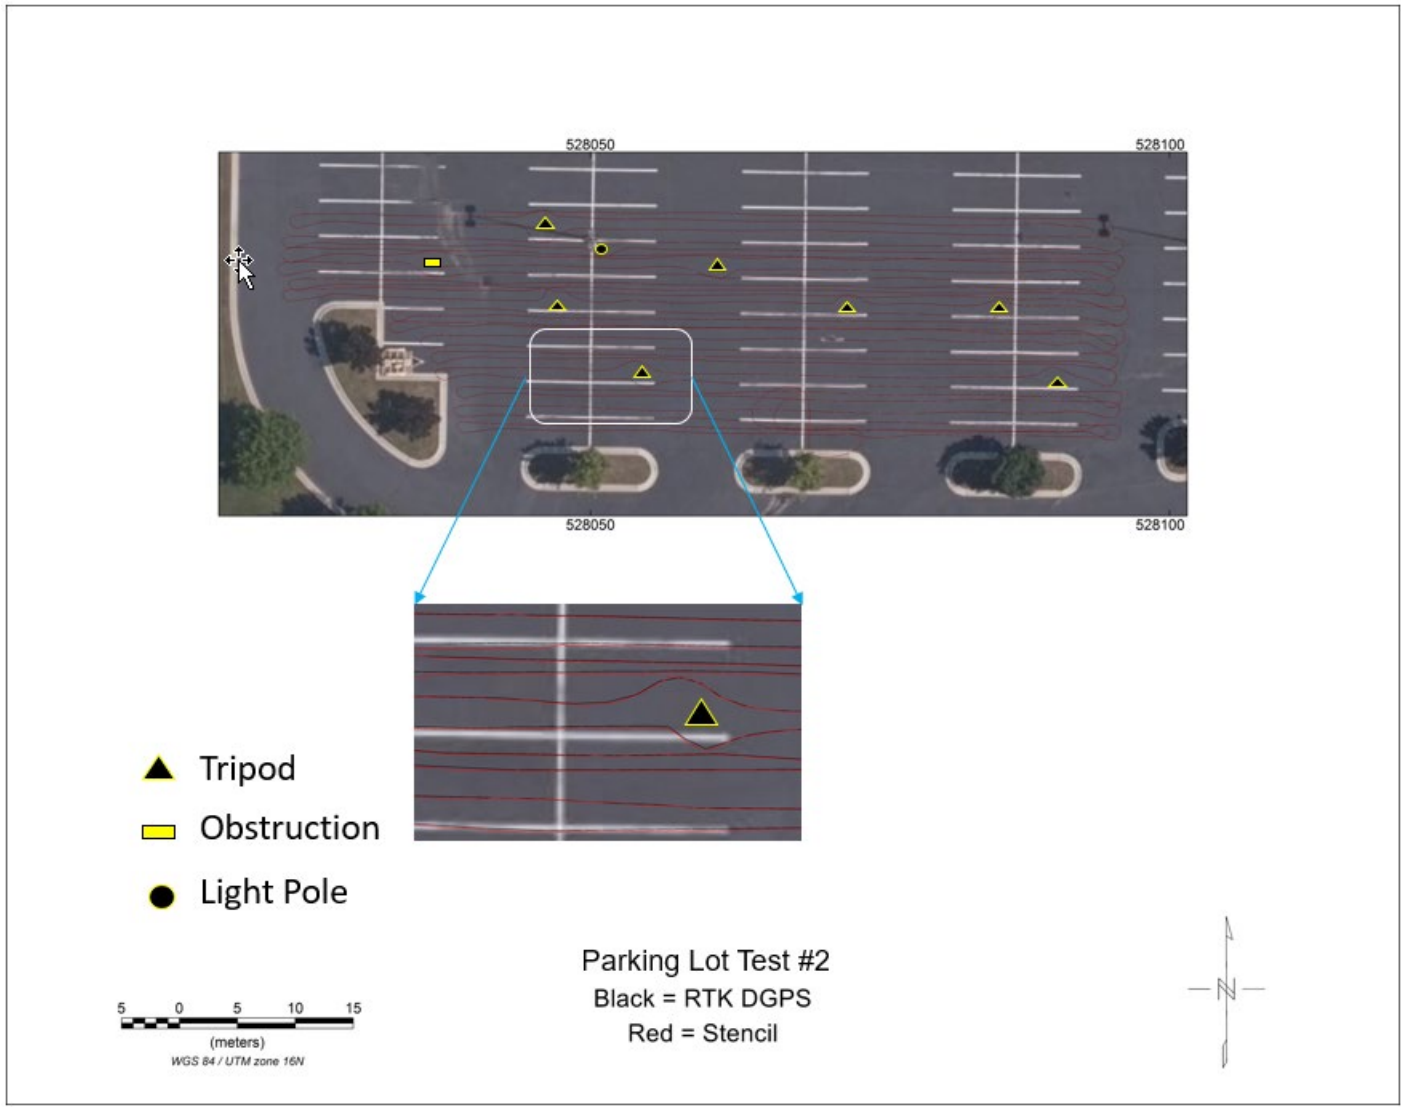 528050 528100
528050 528100
Tripod
Obstruction
Light Pole
Parking Lot Test #2
Black = RTK DGPS
Red = Stencil
5 0 5 10 15
(meters)
WGS 84 / UTM zone 16N
N